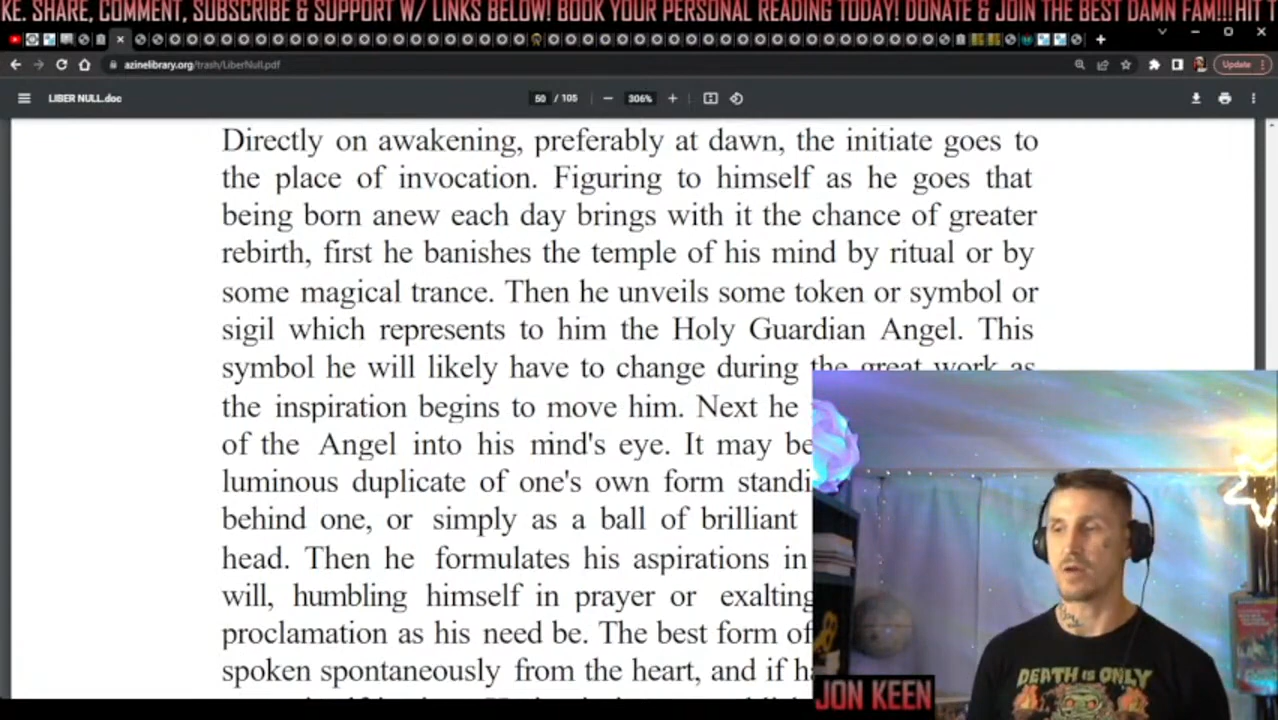 KE. SHARE, COMMENT, SUBSCRIBE & SUPPORT W/ LINKS BELOW! BOOK YOUR PERSONAL READING TODAY! DONATE & JOIN THE BEST DAMN FAM!!! HIT T
azinelibrary.org/trash/LiberNull.pdf
Update
LIBER NULL.doc
50 / 105
306%
Directly on awakening, preferably at dawn, the initiate goes to
the place of invocation. Figuring to himself as he goes that
being born anew each day brings with it the chance of greater
rebirth, first he banishes the temple of his mind by ritual or by
some magical trance. Then he unveils some token or symbol or
sigil which represents to him the Holy Guardian Angel. This
symbol he will likely have to change during the great work as
the inspiration begins to move him. Next he
of the Angel into his mind's eye. It may be
luminous duplicate of one's own form standi
behind one, or simply as a ball of brilliant
head. Then he formulates his aspirations in
will, humbling himself in prayer or exalting
proclamation as his need be. The best form of
spoken spontaneously from the heart, and if ha
DEATH IS ONLY
JON KEEN